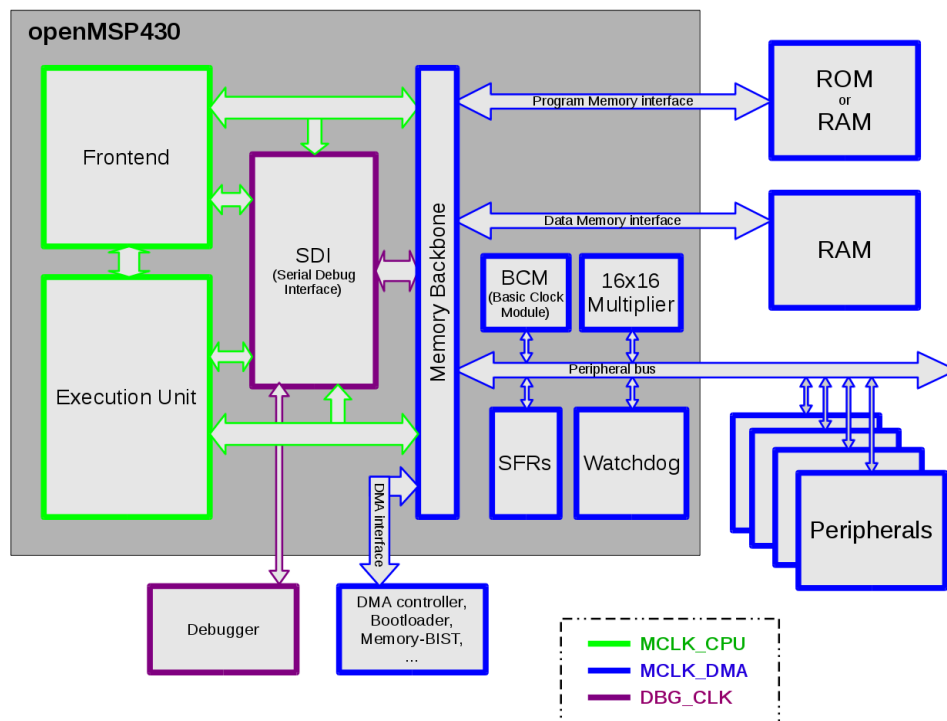 openMSP430
Frontend
Execution Unit
SDI
(Serial Debug
Interface)
Memory Backbone
Program Memory interface
Data Memory interface
BCM
(Basic Clock
Module)
16x16
Multiplier
Peripheral bus
SFRs
Watchdog
DMA interface
ROM
or
RAM
RAM
Peripherals
Debugger
DMA controller,
Bootloader,
Memory-BIST,
...
MCLK_CPU
MCLK_DMA
DBG_CLK